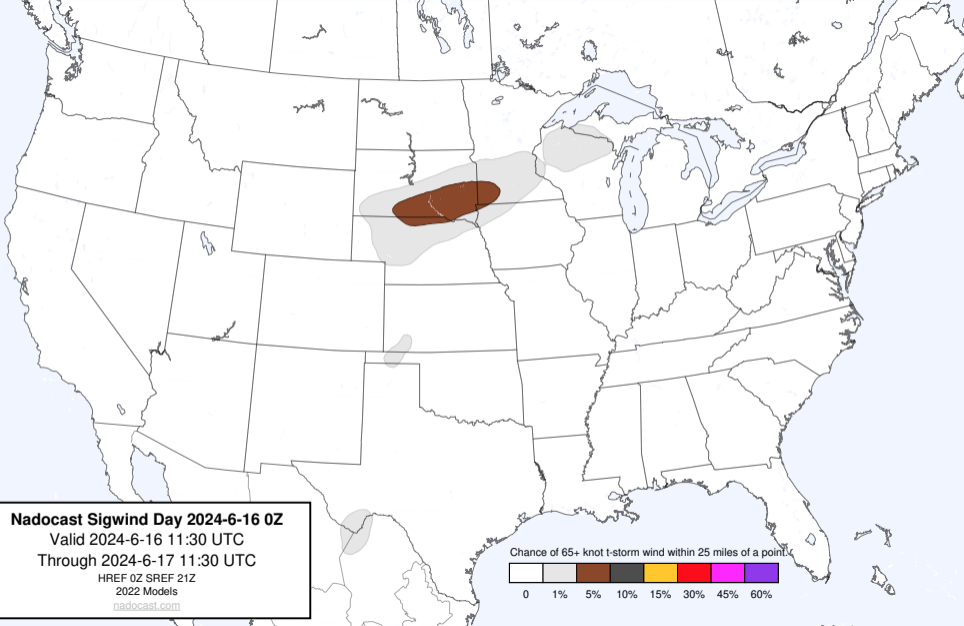 Nadocast Sigwind Day 2024-6-16 0Z
Valid 2024-6-16 11:30 UTC
Through 2024-6-17 11:30 UTC
HREF 0Z SREF 21Z
2022 Models
nadocast.com
Chance of 65+ knot t-storm wind within 25 miles of a point.
0 1% 5% 10% 15% 30% 45% 60%